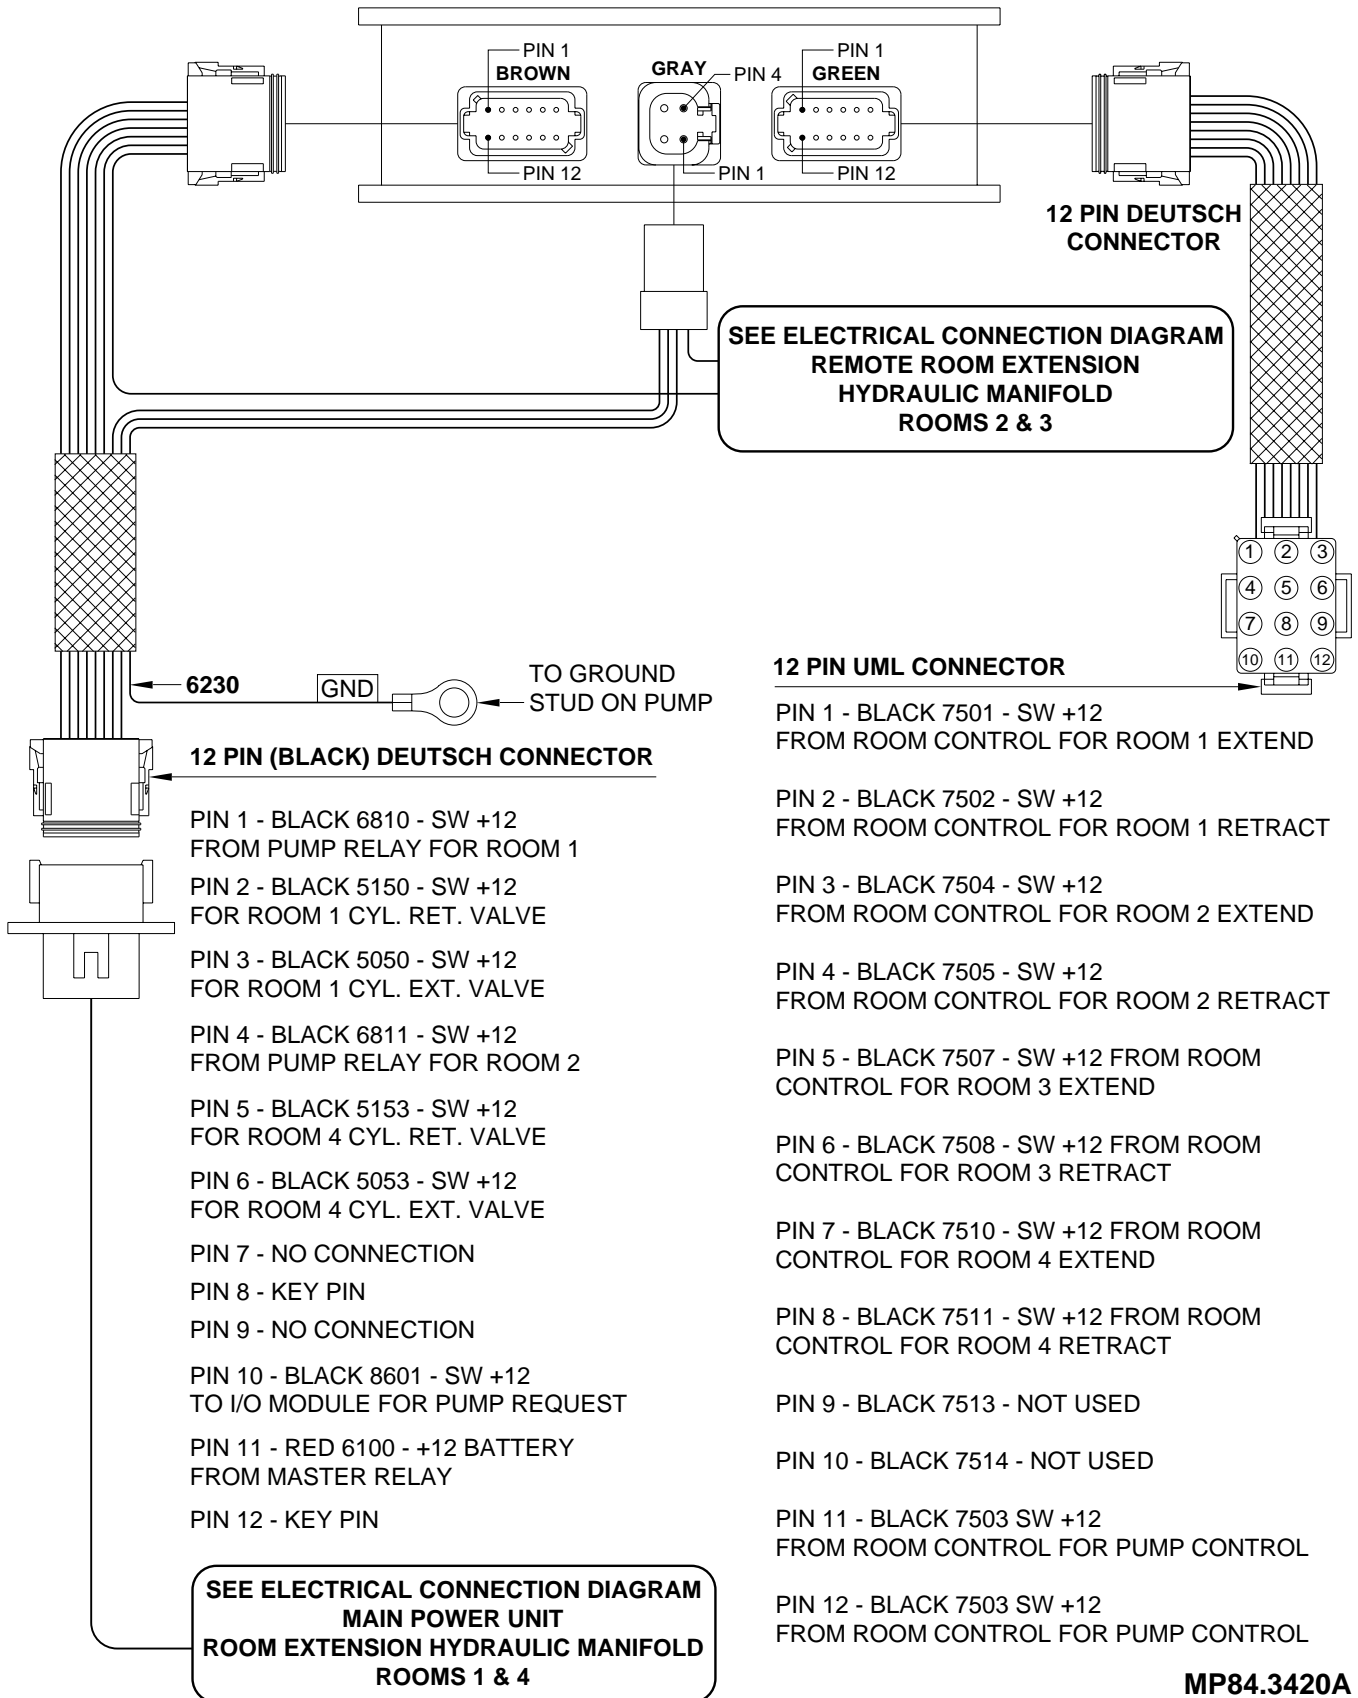 PIN 1
BROWN
PIN 12
GRAY
PIN 4
PIN 1
PIN 1
GREEN
PIN 12
12 PIN DEUTSCH
CONNECTOR
SEE ELECTRICAL CONNECTION DIAGRAM
REMOTE ROOM EXTENSION
HYDRAULIC MANIFOLD
ROOMS 2 & 3
1 2 3
4 5 6
7 8 9
10 11 12
6230
GND
TO GROUND
STUD ON PUMP
12 PIN (BLACK) DEUTSCH CONNECTOR
PIN 1 - BLACK 6810 - SW +12
FROM PUMP RELAY FOR ROOM 1
PIN 2 - BLACK 5150 - SW +12
FOR ROOM 1 CYL. RET. VALVE
PIN 3 - BLACK 5050 - SW +12
FOR ROOM 1 CYL. EXT. VALVE
PIN 4 - BLACK 6811 - SW +12
FROM PUMP RELAY FOR ROOM 2
PIN 5 - BLACK 5153 - SW +12
FOR ROOM 4 CYL. RET. VALVE
PIN 6 - BLACK 5053 - SW +12
FOR ROOM 4 CYL. EXT. VALVE
PIN 7 - NO CONNECTION
PIN 8 - KEY PIN
PIN 9 - NO CONNECTION
PIN 10 - BLACK 8601 - SW +12
TO I/O MODULE FOR PUMP REQUEST
PIN 11 - RED 6100 - +12 BATTERY
FROM MASTER RELAY
PIN 12 - KEY PIN
SEE ELECTRICAL CONNECTION DIAGRAM
MAIN POWER UNIT
ROOM EXTENSION HYDRAULIC MANIFOLD
ROOMS 1 & 4
12 PIN UML CONNECTOR
PIN 1 - BLACK 7501 - SW +12
FROM ROOM CONTROL FOR ROOM 1 EXTEND
PIN 2 - BLACK 7502 - SW +12
FROM ROOM CONTROL FOR ROOM 1 RETRACT
PIN 3 - BLACK 7504 - SW +12
FROM ROOM CONTROL FOR ROOM 2 EXTEND
PIN 4 - BLACK 7505 - SW +12
FROM ROOM CONTROL FOR ROOM 2 RETRACT
PIN 5 - BLACK 7507 - SW +12 FROM ROOM
CONTROL FOR ROOM 3 EXTEND
PIN 6 - BLACK 7508 - SW +12 FROM ROOM
CONTROL FOR ROOM 3 RETRACT
PIN 7 - BLACK 7510 - SW +12 FROM ROOM
CONTROL FOR ROOM 4 EXTEND
PIN 8 - BLACK 7511 - SW +12 FROM ROOM
CONTROL FOR ROOM 4 RETRACT
PIN 9 - BLACK 7513 - NOT USED
PIN 10 - BLACK 7514 - NOT USED
PIN 11 - BLACK 7503 SW +12
FROM ROOM CONTROL FOR PUMP CONTROL
PIN 12 - BLACK 7503 SW +12
FROM ROOM CONTROL FOR PUMP CONTROL
MP84.3420A